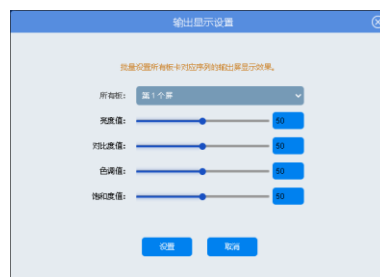 输出显示设置
批量设置所有板卡对应序列的输出屏显示效果。
所有板: 第1个屏
亮度值: 50
对比度值: 50
色调值: 50
饱和度值: 50
设置 取消